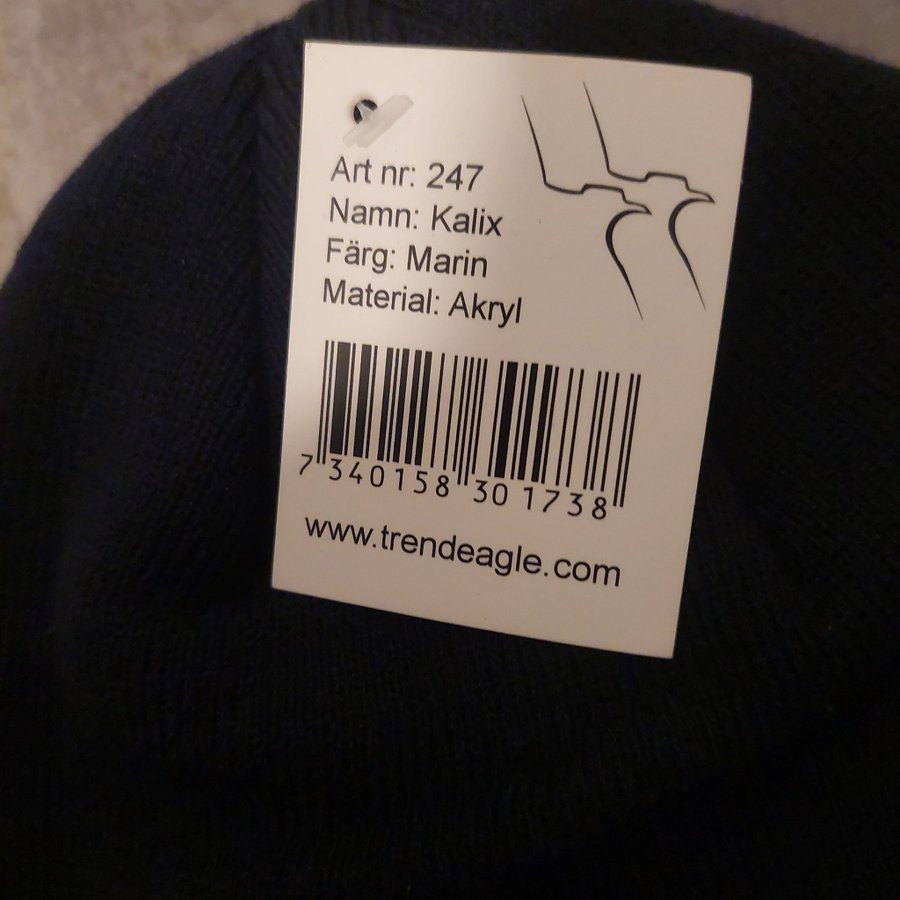 Art nr: 247
Namn: Kalix
Färg: Marin
Material: Akryl
7 340158 301738
www.trendeagle.com